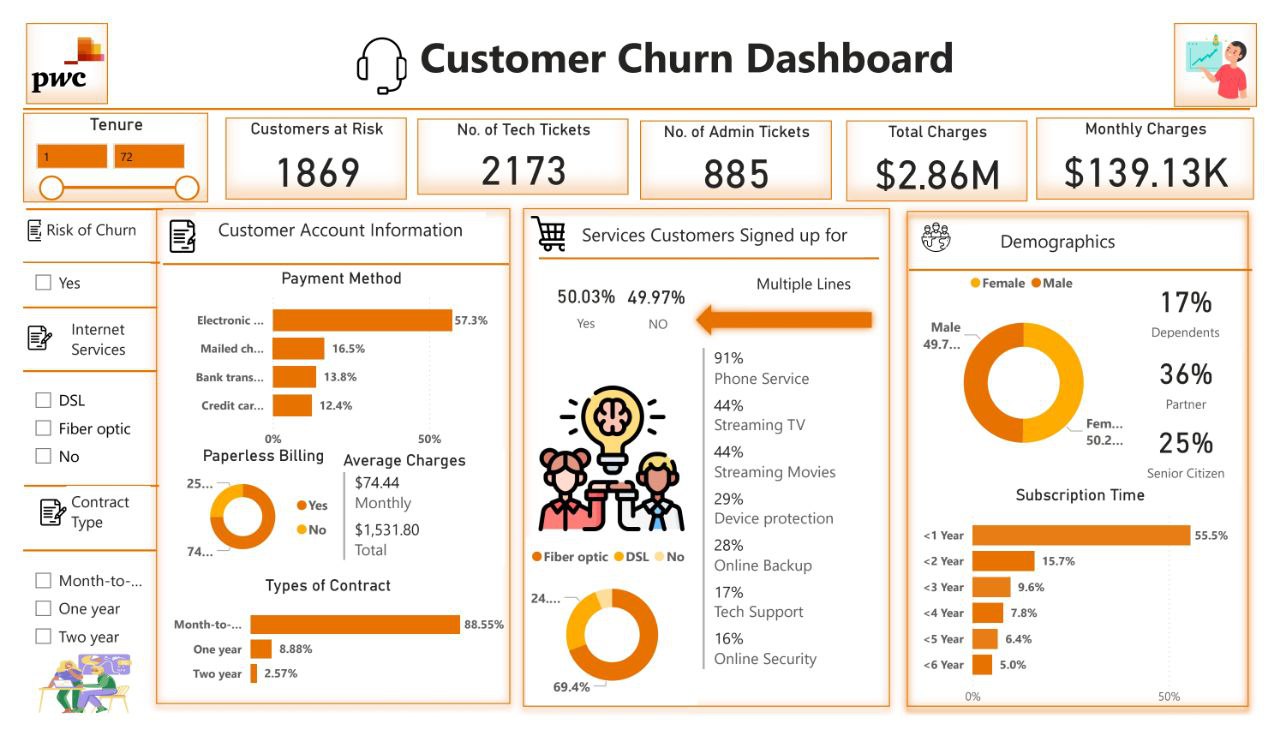 pwc
Customer Churn Dashboard
Tenure
1
72
Customers at Risk
1869
No. of Tech Tickets
2173
No. of Admin Tickets
885
Total Charges
$2.86M
Monthly Charges
$139.13K
Risk of Churn
Yes
Internet
Services
DSL
Fiber optic
No
Contract
Type
Month-to-...
One year
Two year
Customer Account Information
Payment Method
Electronic ... 57.3%
Mailed ch... 16.5%
Bank trans... 13.8%
Credit car... 12.4%
0% 50%
Paperless Billing
25...
74...
Yes
No
Average Charges
$74.44
Monthly
$1,531.80
Total
Types of Contract
Month-to-... 88.55%
One year 8.88%
Two year 2.57%
Services Customers Signed up for
50.03% 49.97%
Yes NO
Multiple Lines
91%
Phone Service
44%
Streaming TV
44%
Streaming Movies
29%
Device protection
28%
Online Backup
17%
Tech Support
16%
Online Security
Fiber optic DSL No
24....
69.4%
Demographics
Female Male
Male
49.7...
Fem...
50.2...
17%
Dependents
36%
Partner
25%
Senior Citizen
Subscription Time
<1 Year 55.5%
<2 Year 15.7%
<3 Year 9.6%
<4 Year 7.8%
<5 Year 6.4%
<6 Year 5.0%
0% 50%